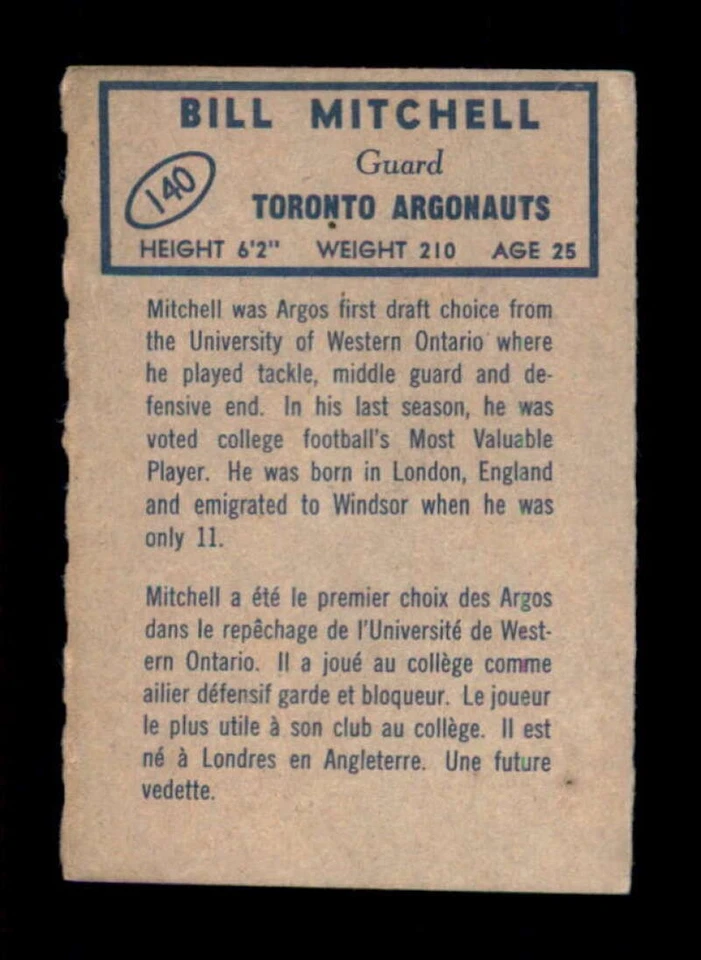 BILL MITCHELL
Guard
140
TORONTO ARGONAUTS
HEIGHT 6'2" WEIGHT 210 AGE 25
Mitchell was Argos first draft choice from
the University of Western Ontario where
he played tackle, middle guard and de-
fensive end. In his last season, he was
voted college football's Most Valuable
Player. He was born in London, England
and emigrated to Windsor when he was
only 11.
Mitchell a été le premier choix des Argos
dans le repêchage de l'Université de West-
ern Ontario. Il a joué au collège comme
ailier défensif garde et bloqueur. Le joueur
le plus utile à son club au collège. Il est
né à Londres en Angleterre. Une future
vedette.